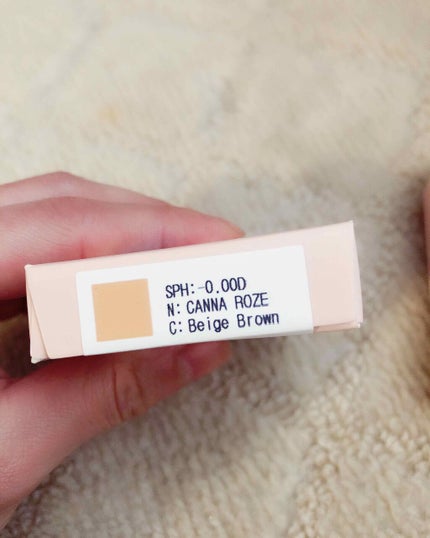 SPH:-0.00D
N: CANNA ROZE
C: Beige Brown